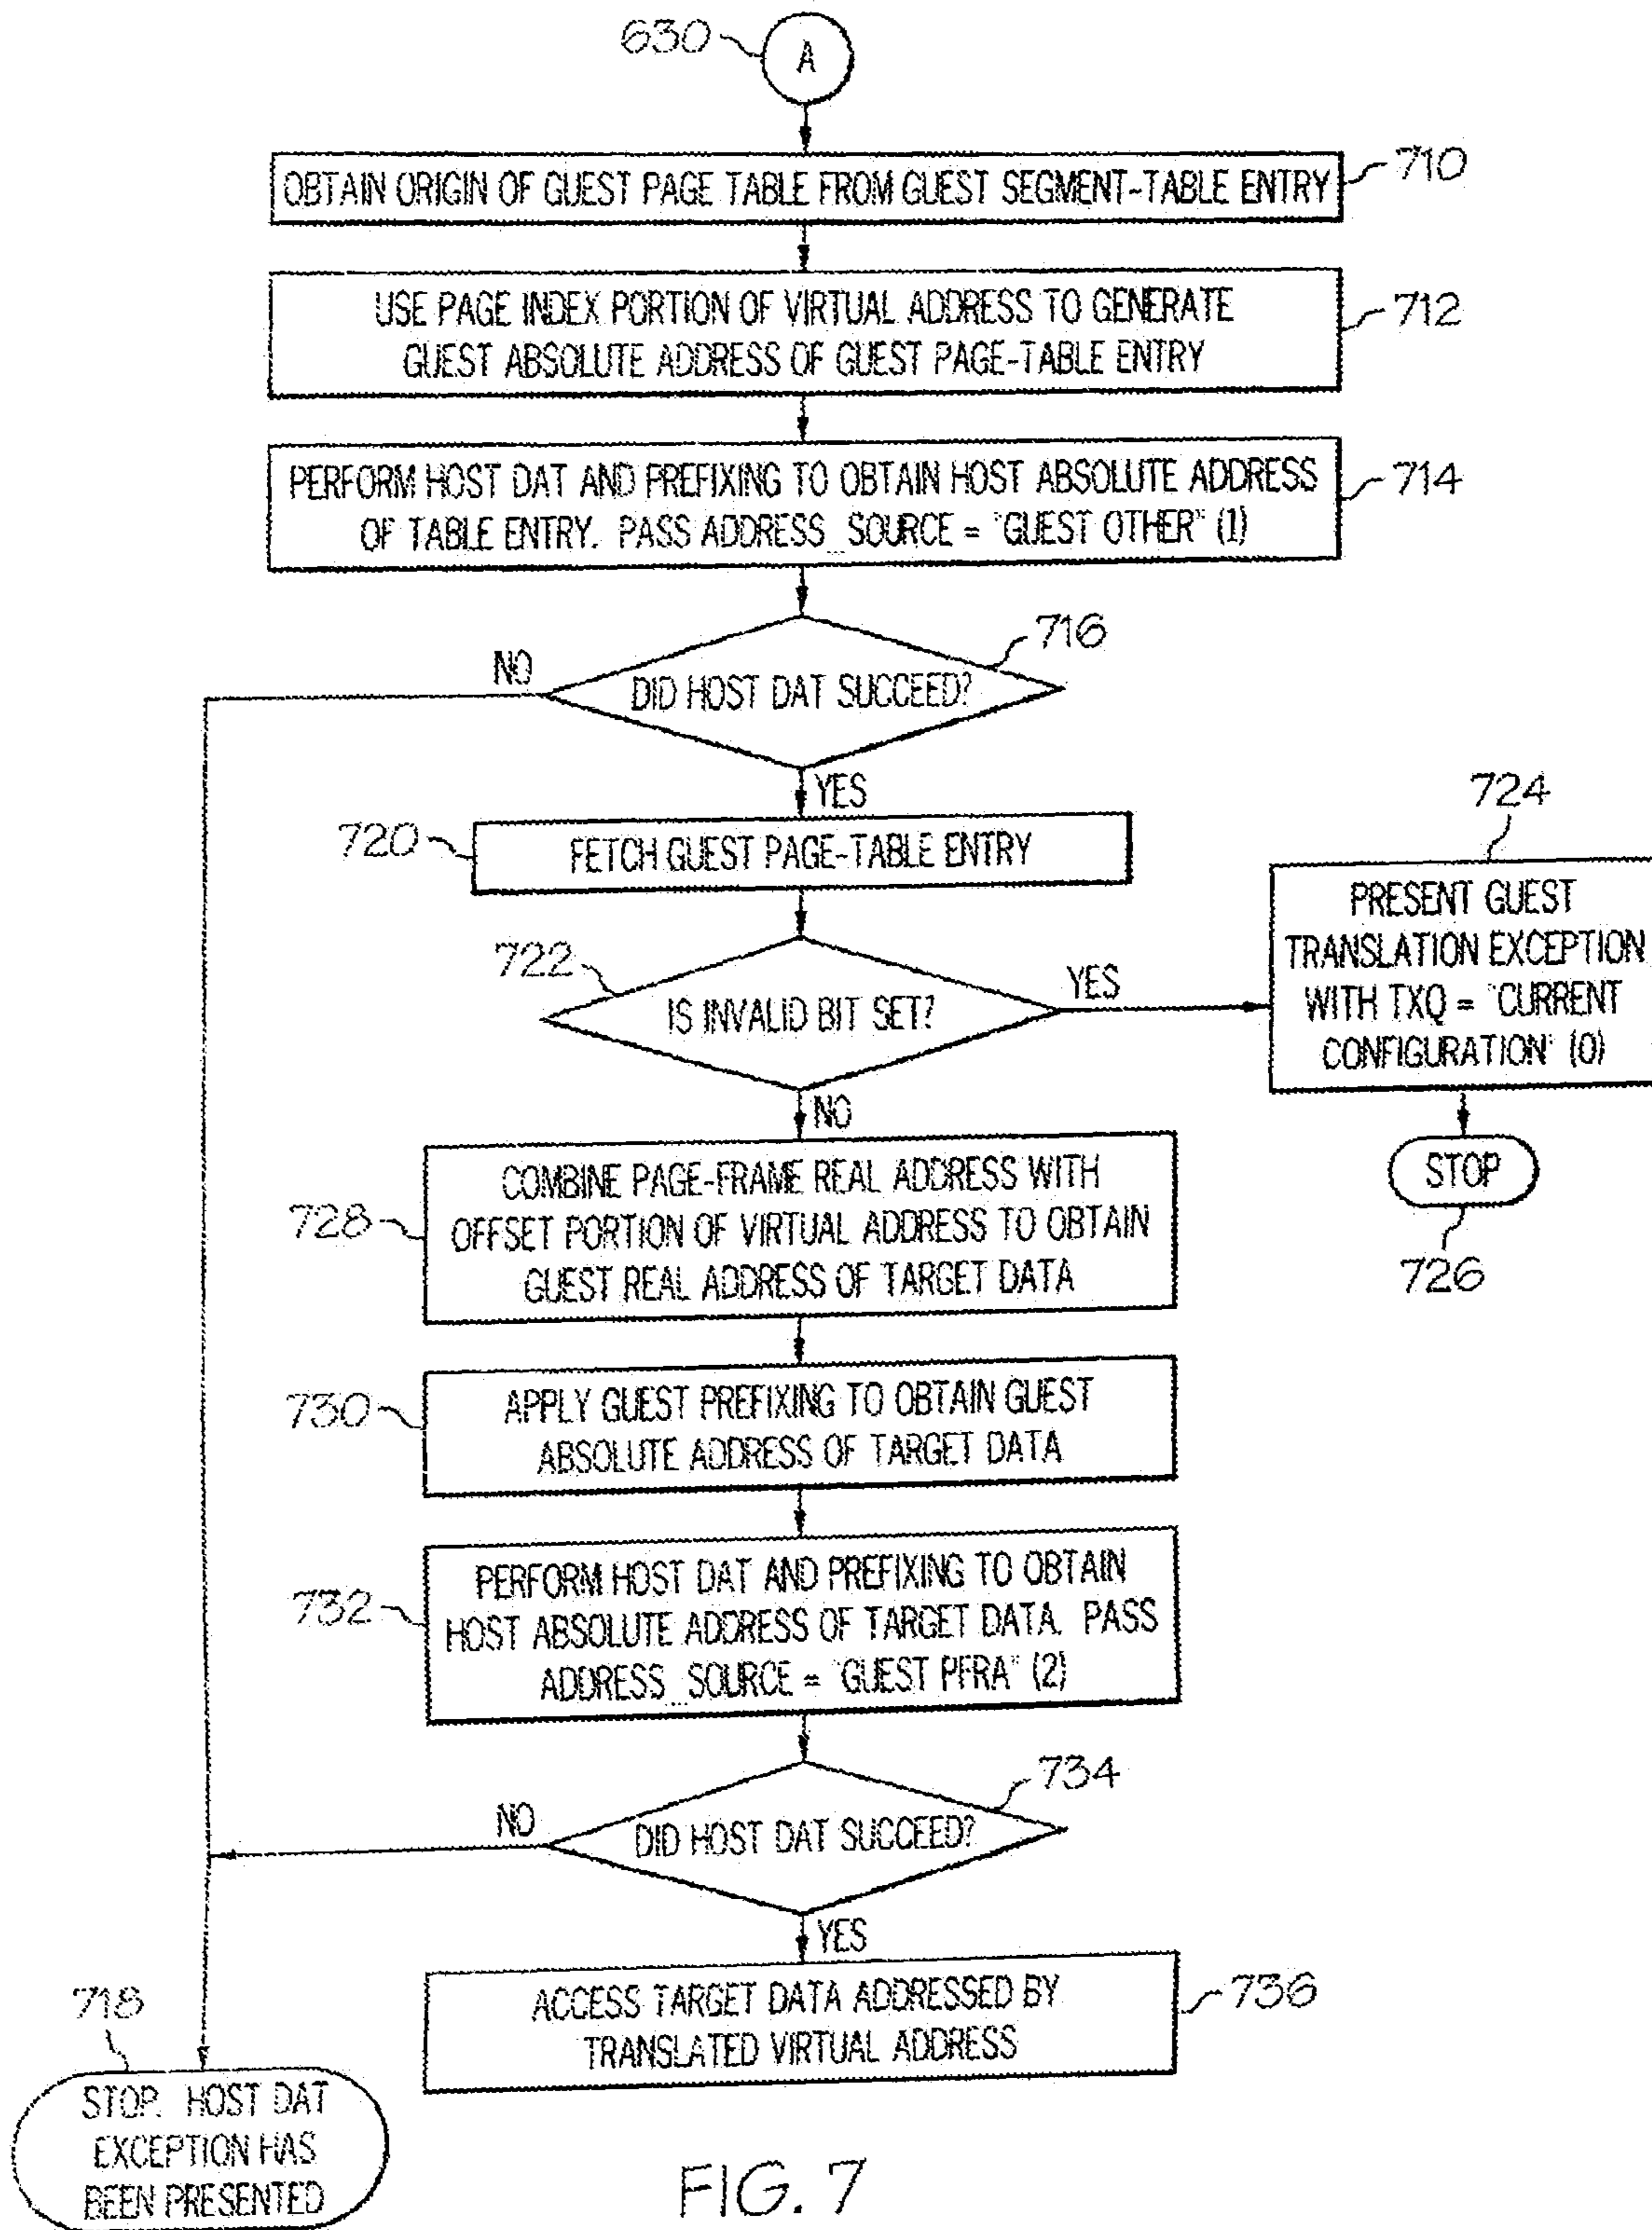 630
A
OBTAIN ORIGIN OF GUEST PAGE TABLE FROM GUEST SEGMENT-TABLE ENTRY
710
USE PAGE INDEX PORTION OF VIRTUAL ADDRESS TO GENERATE
GUEST ABSOLUTE ADDRESS OF GUEST PAGE-TABLE ENTRY
712
PERFORM HOST DAT AND PREFIXING TO OBTAIN HOST ABSOLUTE ADDRESS
OF TABLE ENTRY. PASS ADDRESS_SOURCE = "GUEST OTHER" (1)
714
716
NO
DID HOST DAT SUCCEED?
YES
720
FETCH GUEST PAGE-TABLE ENTRY
724
PRESENT GUEST
TRANSLATION EXCEPTION
WITH TXQ = "CURRENT
CONFIGURATION" (0)
722
IS INVALID BIT SET?
YES
NO
STOP
726
728
COMBINE PAGE-FRAME REAL ADDRESS WITH
OFFSET PORTION OF VIRTUAL ADDRESS TO OBTAIN
GUEST REAL ADDRESS OF TARGET DATA
730
APPLY GUEST PREFIXING TO OBTAIN GUEST
ABSOLUTE ADDRESS OF TARGET DATA
732
PERFORM HOST DAT AND PREFIXING TO OBTAIN
HOST ABSOLUTE ADDRESS OF TARGET DATA. PASS
ADDRESS_SOURCE = "GUEST PFRA" (2)
734
NO
DID HOST DAT SUCCEED?
YES
736
ACCESS TARGET DATA ADDRESSED BY
TRANSLATED VIRTUAL ADDRESS
718
STOP. HOST DAT
EXCEPTION HAS
BEEN PRESENTED
FIG. 7